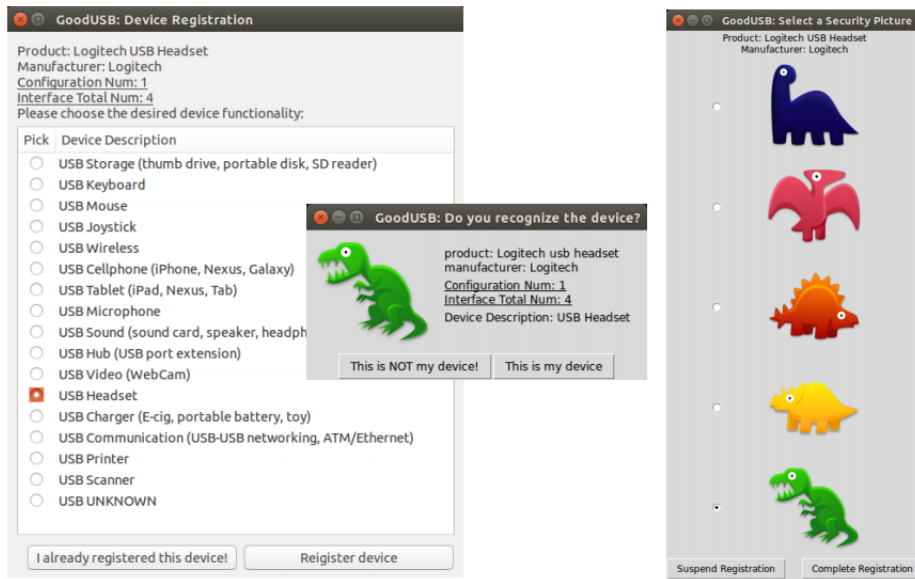 GoodUSB: Device Registration
Product: Logitech USB Headset
Manufacturer: Logitech
Configuration Num: 1
Interface Total Num: 4
Please choose the desired device functionality:
Pick Device Description
USB Storage (thumb drive, portable disk, SD reader)
USB Keyboard
USB Mouse
USB Joystick
USB Wireless
USB Cellphone (iPhone, Nexus, Galaxy)
USB Tablet (iPad, Nexus, Tab)
USB Microphone
USB Sound (sound card, speaker, headph
USB Hub (USB port extension)
USB Video (WebCam)
USB Headset
USB Charger (E-cig, portable battery, toy)
USB Communication (USB-USB networking, ATM/Ethernet)
USB Printer
USB Scanner
USB UNKNOWN
I already registered this device! Reigister device
GoodUSB: Do you recognize the device?
product: Logitech usb headset
manufacturer: Logitech
Configuration Num: 1
Interface Total Num: 4
Device Description: USB Headset
This is NOT my device! This is my device
GoodUSB: Select a Security Picture
Product: Logitech USB Headset
Manufacturer: Logitech
Suspend Registration Complete Registration